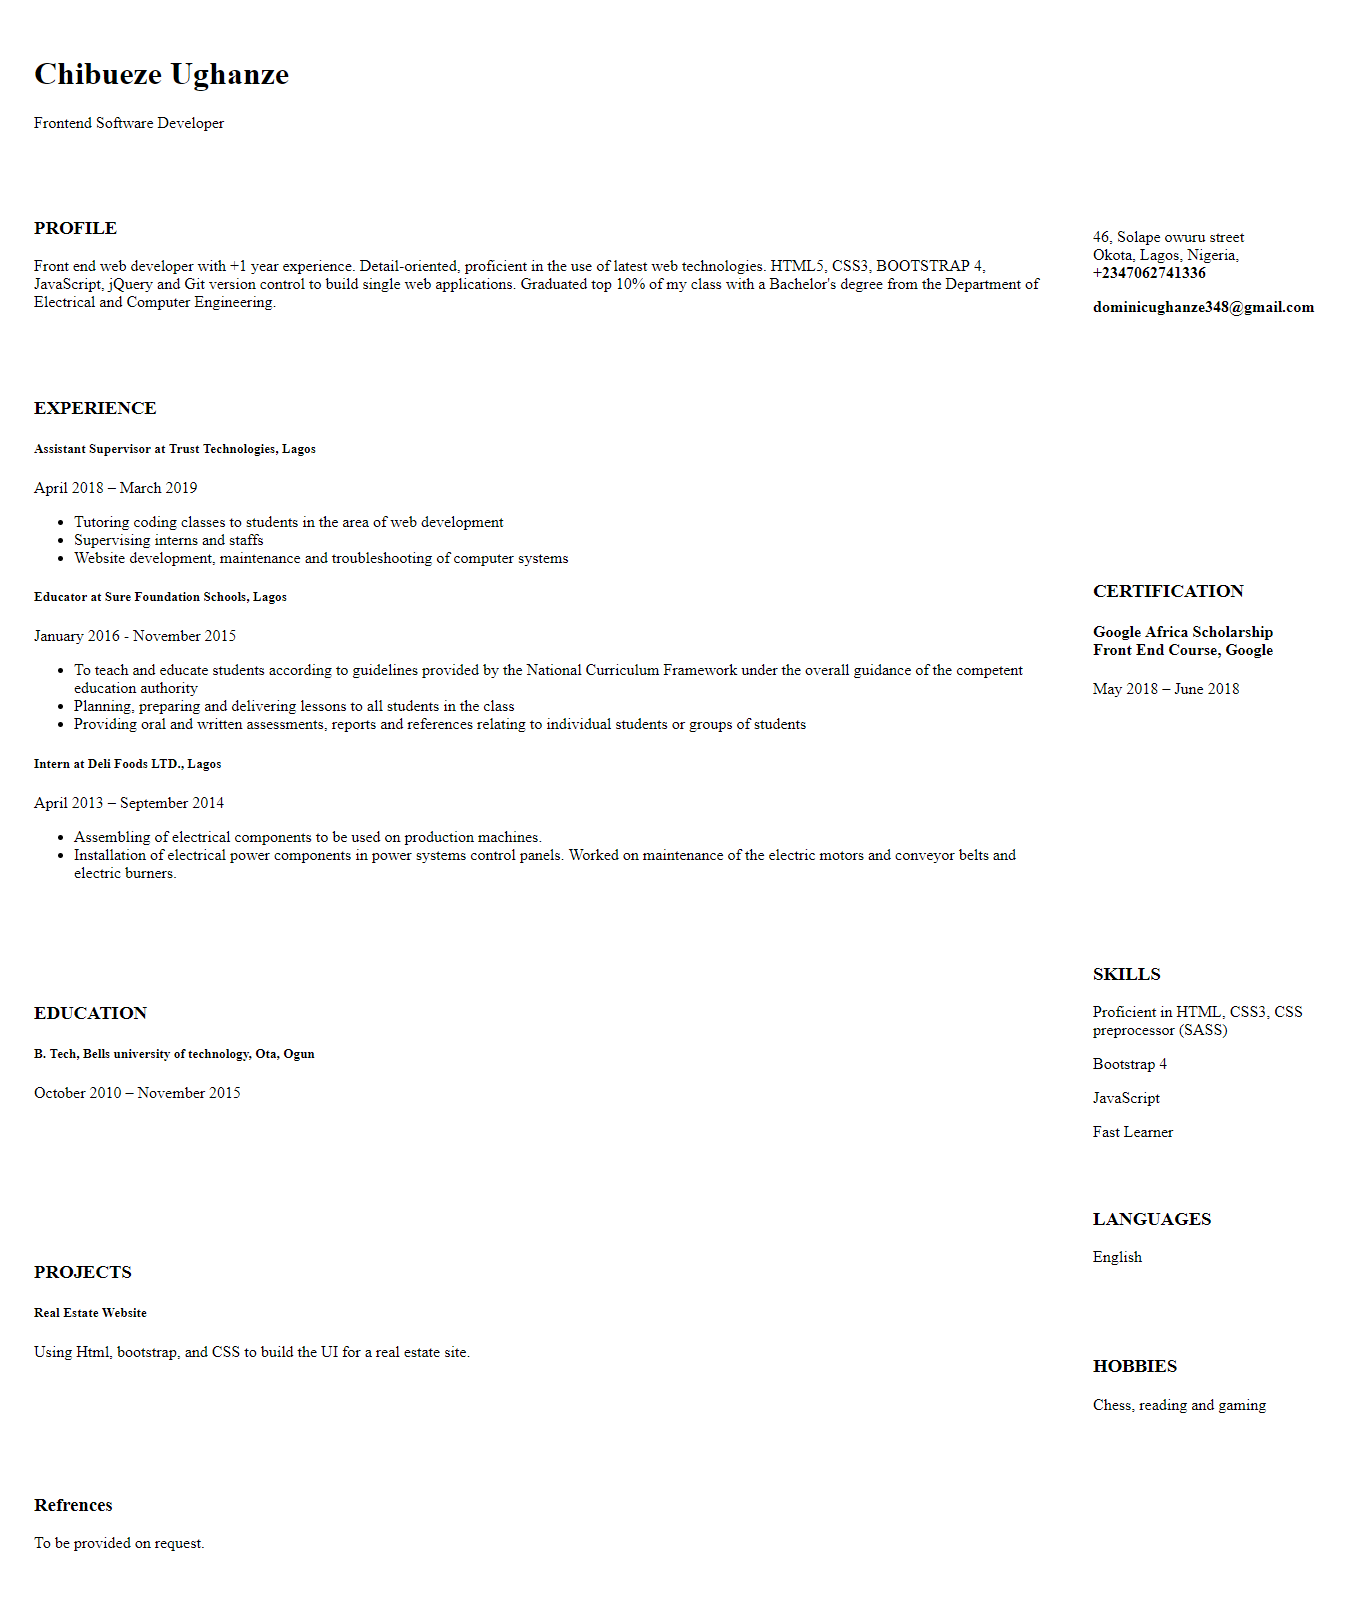 Chibueze Ughanze
Frontend Software Developer
PROFILE
Front end web developer with +1 year experience. Detail-oriented, proficient in the use of latest web technologies. HTML5, CSS3, BOOTSTRAP 4,
JavaScript, jQuery and Git version control to build single web applications. Graduated top 10% of my class with a Bachelor's degree from the Department of
Electrical and Computer Engineering.
46, Solape owuru street
Okota, Lagos, Nigeria,
+2347062741336
dominicughanze348@gmail.com
EXPERIENCE
Assistant Supervisor at Trust Technologies, Lagos
April 2018 – March 2019
• Tutoring coding classes to students in the area of web development
• Supervising interns and staffs
• Website development, maintenance and troubleshooting of computer systems
Educator at Sure Foundation Schools, Lagos
January 2016 - November 2015
• To teach and educate students according to guidelines provided by the National Curriculum Framework under the overall guidance of the competent
education authority
• Planning, preparing and delivering lessons to all students in the class
• Providing oral and written assessments, reports and references relating to individual students or groups of students
Intern at Deli Foods LTD., Lagos
April 2013 – September 2014
• Assembling of electrical components to be used on production machines.
• Installation of electrical power components in power systems control panels. Worked on maintenance of the electric motors and conveyor belts and
electric burners.
CERTIFICATION
Google Africa Scholarship
Front End Course, Google
May 2018 – June 2018
EDUCATION
B. Tech, Bells university of technology, Ota, Ogun
October 2010 – November 2015
SKILLS
Proficient in HTML, CSS3, CSS
preprocessor (SASS)
Bootstrap 4
JavaScript
Fast Learner
LANGUAGES
English
PROJECTS
Real Estate Website
Using Html, bootstrap, and CSS to build the UI for a real estate site.
HOBBIES
Chess, reading and gaming
Refrences
To be provided on request.